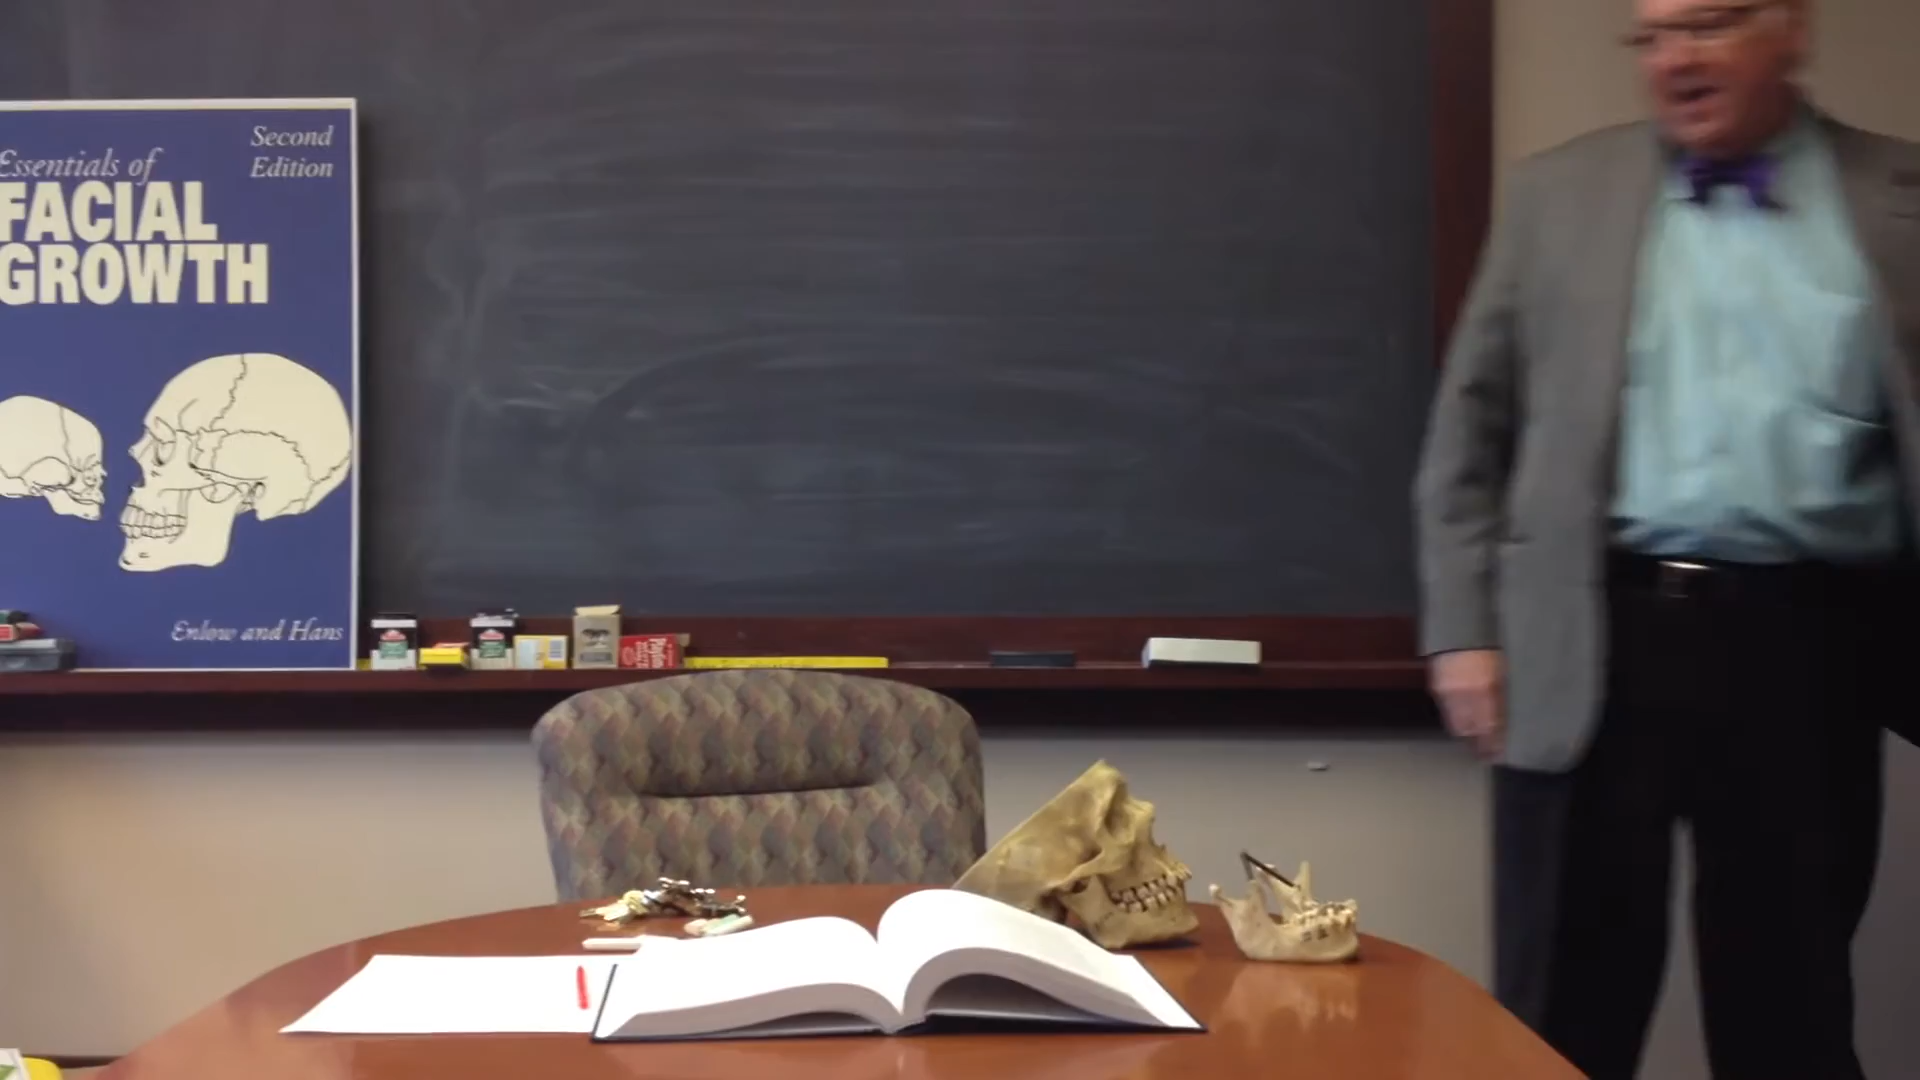 Second
Edition
Essentials of
FACIAL
GROWTH
Enlow and Hans